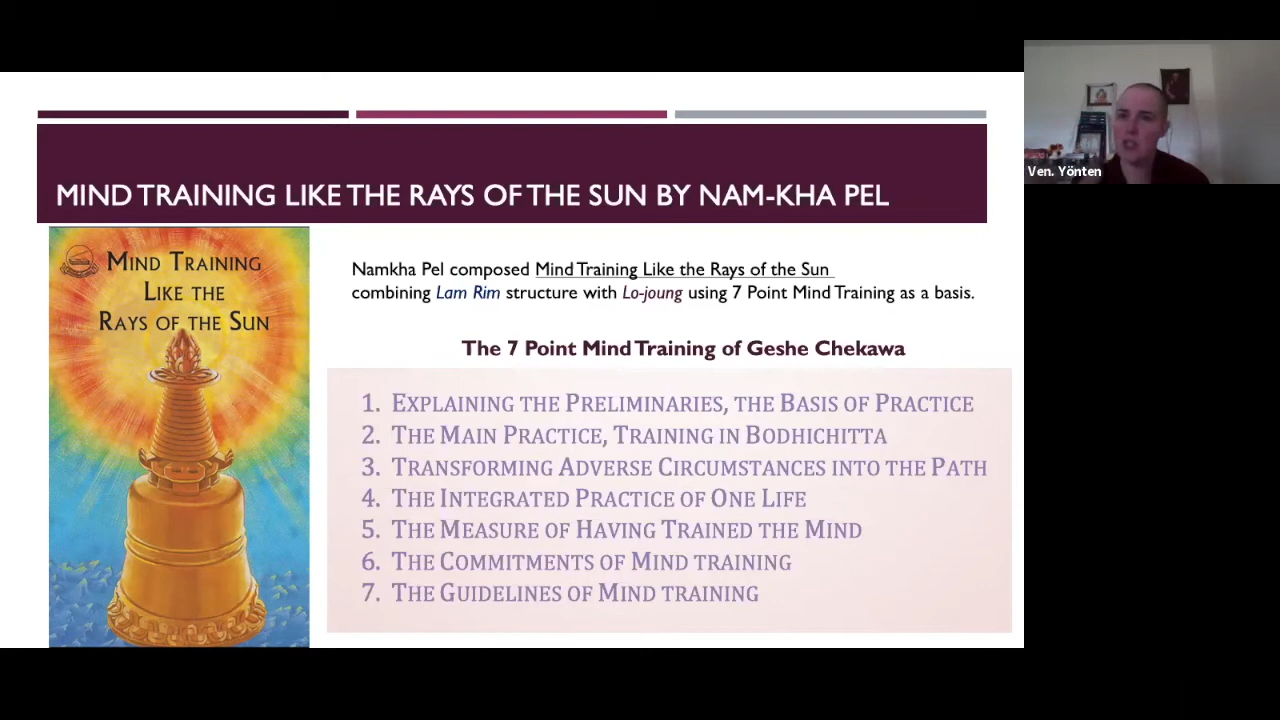 MIND TRAINING LIKE THE RAYS OF THE SUN BY NAM-KHA PEL
MIND TRAINING
LIKE THE
RAYS OF THE SUN
Namkha Pel composed Mind Training Like the Rays of the Sun
combining Lam Rim structure with Lo-joung using 7 Point Mind Training as a basis.
The 7 Point Mind Training of Geshe Chekawa
1. EXPLAINING THE PRELIMINARIES, THE BASIS OF PRACTICE
2. THE MAIN PRACTICE, TRAINING IN BODHICHITTA
3. TRANSFORMING ADVERSE CIRCUMSTANCES INTO THE PATH
4. THE INTEGRATED PRACTICE OF ONE LIFE
5. THE MEASURE OF HAVING TRAINED THE MIND
6. THE COMMITMENTS OF MIND TRAINING
7. THE GUIDELINES OF MIND TRAINING
Ven. Yönten